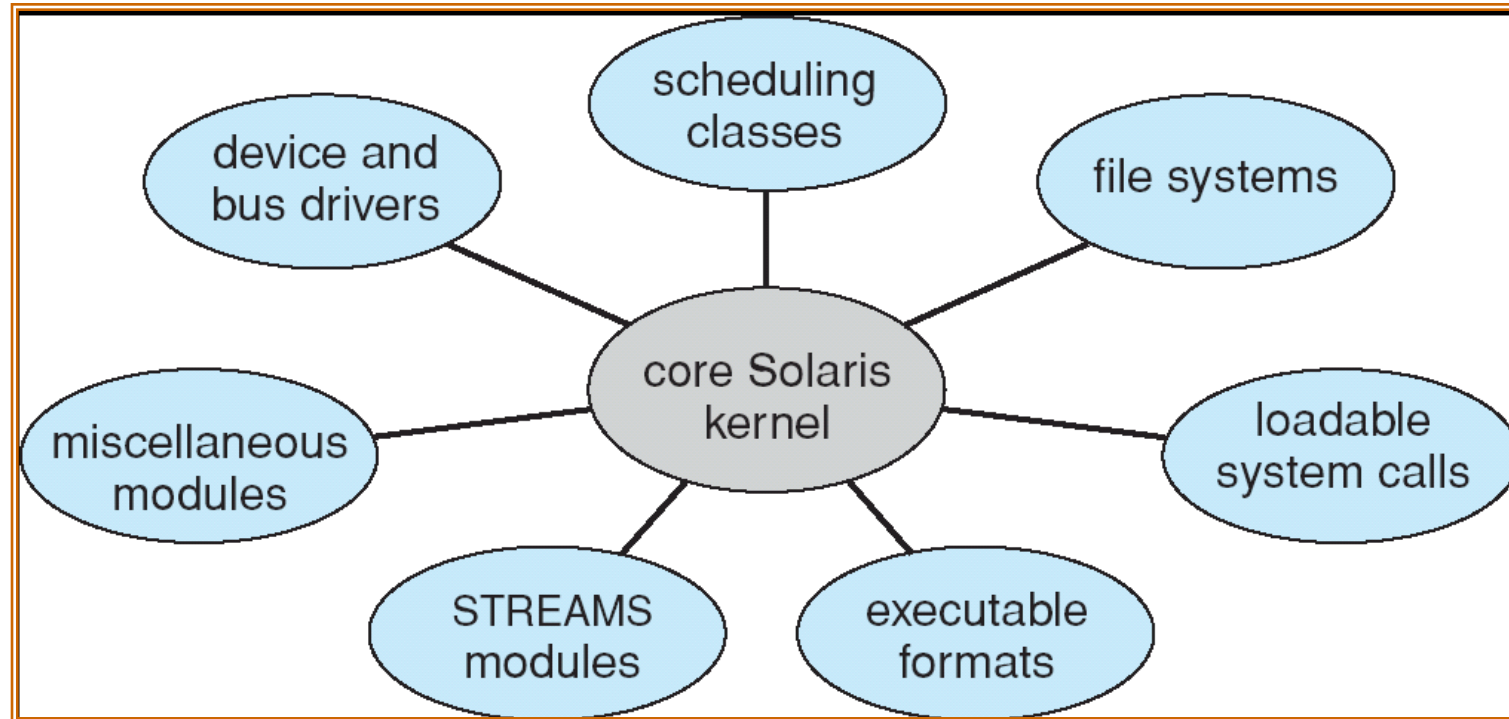 scheduling
classes
device and
bus drivers
file systems
core Solaris
kernel
miscellaneous
modules
loadable
system calls
STREAMS
modules
executable
formats